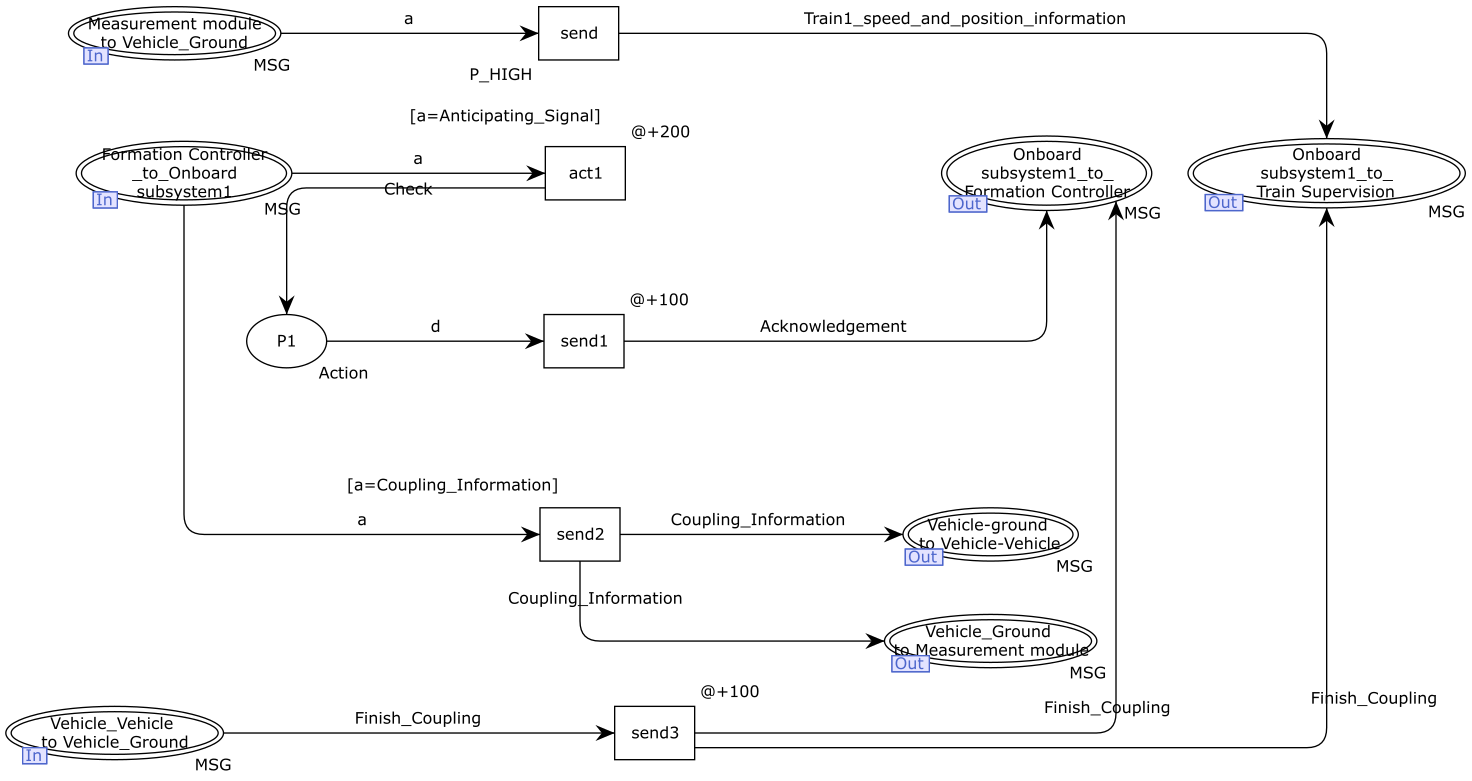 Measurement module
to Vehicle_Ground
In
MSG
a
send
P_HIGH
Train1_speed_and_position_information
[a=Anticipating_Signal]
@+200
Formation Controller
_to_Onboard
subsystem1
In
MSG
a
act1
Check
Onboard
subsystem1_to_
Formation Controller
Out
MSG
Onboard
subsystem1_to_
Train Supervision
Out
MSG
@+100
P1
Action
d
send1
Acknowledgement
[a=Coupling_Information]
a
send2
Coupling_Information
Vehicle-ground
to Vehicle-Vehicle
Out
MSG
Coupling_Information
Vehicle_Ground
to Measurement module
Out
MSG
@+100
Vehicle_Vehicle
to Vehicle_Ground
In
MSG
Finish_Coupling
send3
Finish_Coupling
Finish_Coupling